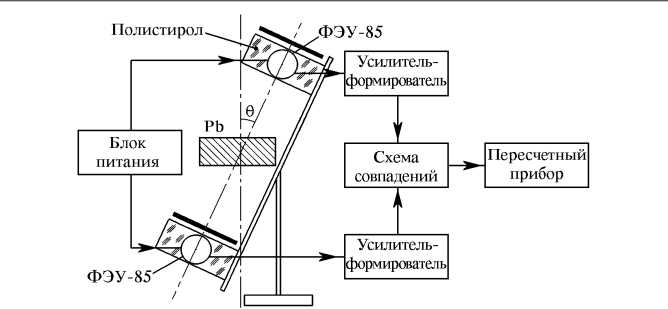 Полистирол
ФЭУ-85
Усилитель-
формирователь
θ
Pb
Блок
питания
Схема
совпадений
Пересчетный
прибор
Усилитель-
формирователь
ФЭУ-85